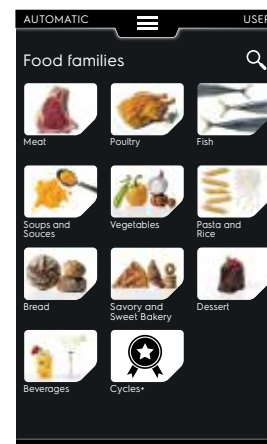 AUTOMATIC USER
Food families
Meat Poultry Fish
Soups and
Souces
Vegetables
Pasta and
Rice
Bread
Savory and
Sweet Bakery
Dessert
Beverages Cycles+